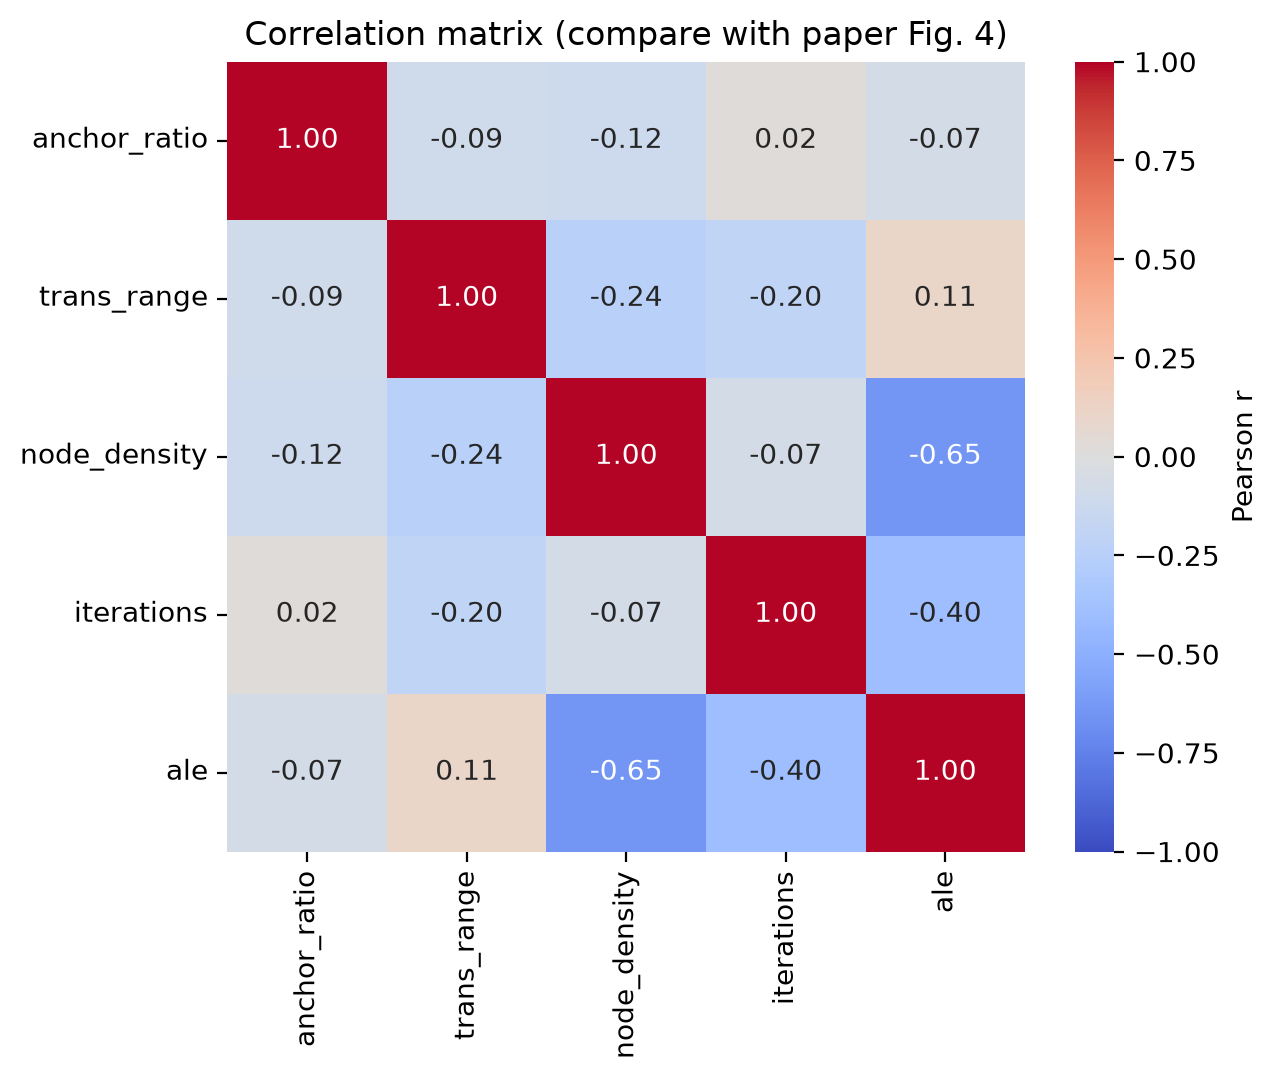 Correlation matrix (compare with paper Fig. 4)
anchor_ratio 1.00 -0.09 -0.12 0.02 -0.07
trans_range -0.09 1.00 -0.24 -0.20 0.11
node_density -0.12 -0.24 1.00 -0.07 -0.65
iterations 0.02 -0.20 -0.07 1.00 -0.40
ale -0.07 0.11 -0.65 -0.40 1.00
anchor_ratio
trans_range
node_density
iterations
ale
1.00
0.75
0.50
0.25
0.00
−0.25
−0.50
−0.75
−1.00
Pearson r